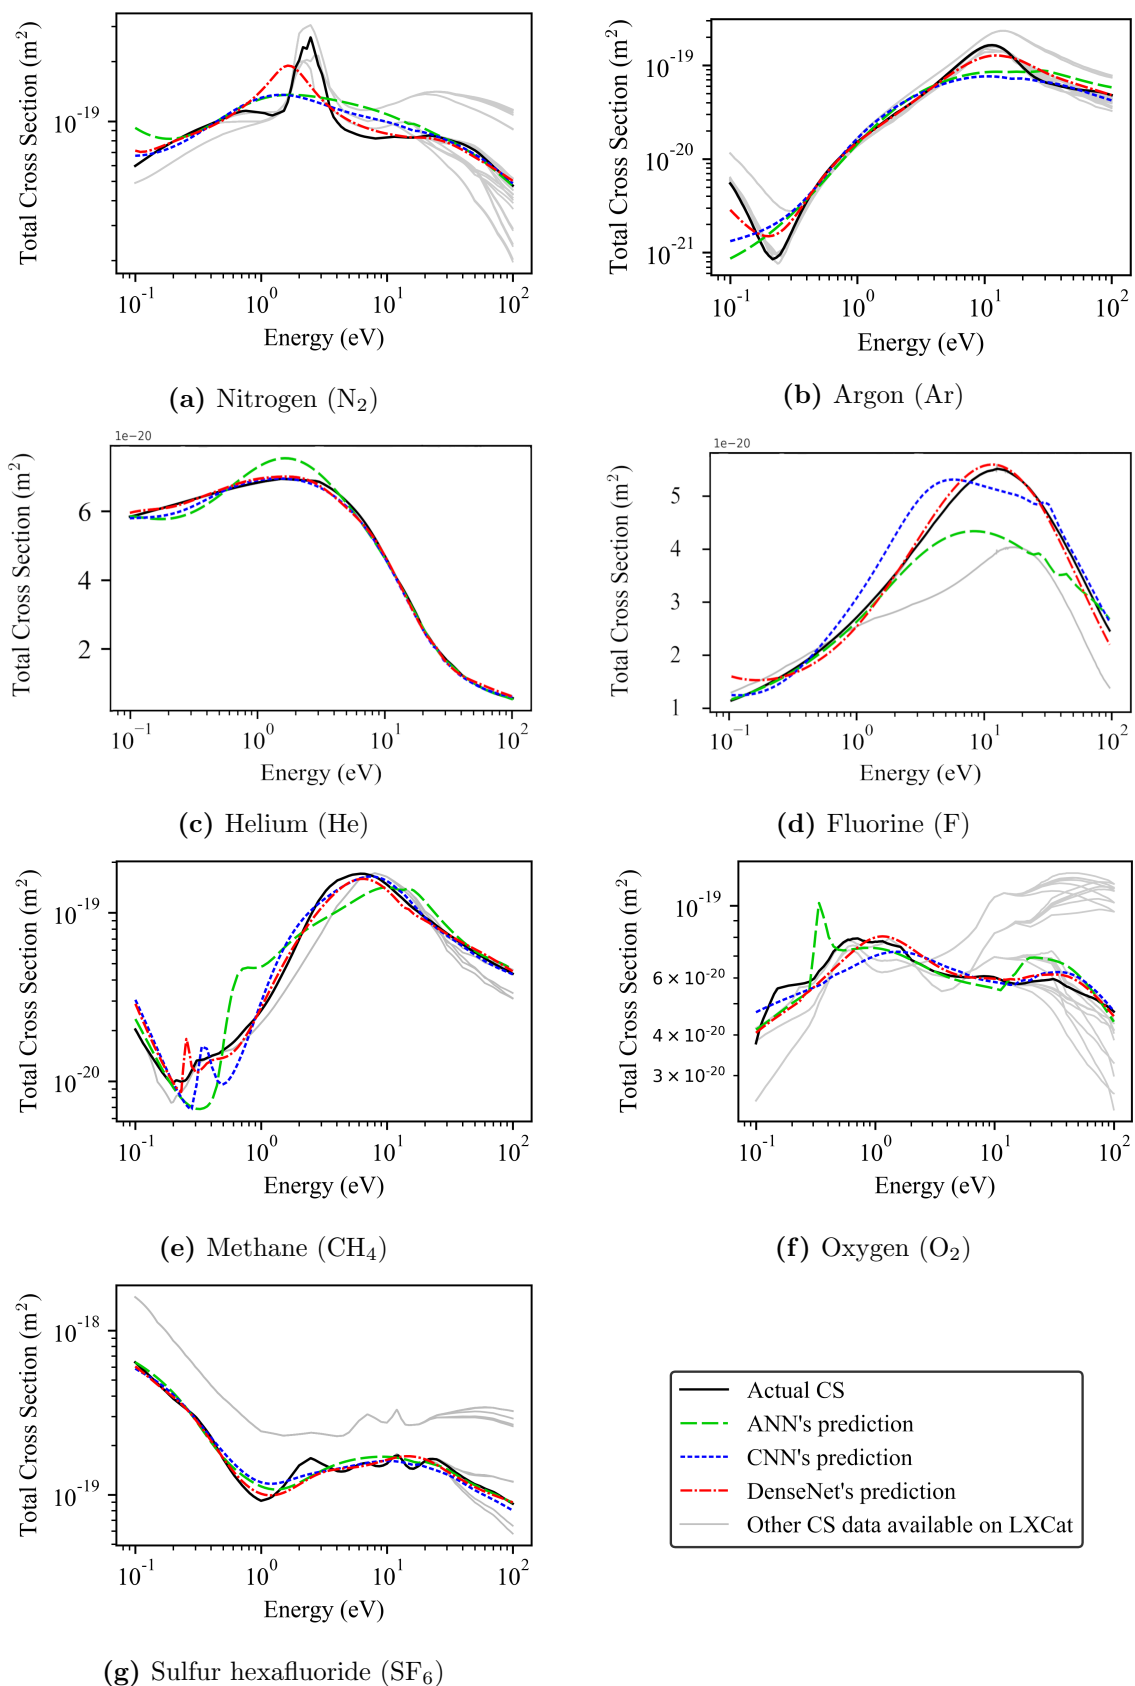 Total Cross Section (m²)
10⁻¹⁹
10⁻¹ 10⁰ 10¹ 10²
Energy (eV)
(a) Nitrogen (N₂)
Total Cross Section (m²)
10⁻¹⁹
10⁻²⁰
10⁻²¹
10⁻¹ 10⁰ 10¹ 10²
Energy (eV)
(b) Argon (Ar)
1e−20
Total Cross Section (m²)
6
4
2
10⁻¹ 10⁰ 10¹ 10²
Energy (eV)
(c) Helium (He)
1e−20
Total Cross Section (m²)
5
4
3
2
1
10⁻¹ 10⁰ 10¹ 10²
Energy (eV)
(d) Fluorine (F)
Total Cross Section (m²)
10⁻¹⁹
10⁻²⁰
10⁻¹ 10⁰ 10¹ 10²
Energy (eV)
(e) Methane (CH₄)
Total Cross Section (m²)
10⁻¹⁹
6 × 10⁻²⁰
4 × 10⁻²⁰
3 × 10⁻²⁰
10⁻¹ 10⁰ 10¹ 10²
Energy (eV)
(f) Oxygen (O₂)
Total Cross Section (m²)
10⁻¹⁸
10⁻¹⁹
10⁻¹ 10⁰ 10¹ 10²
Energy (eV)
(g) Sulfur hexafluoride (SF₆)
Actual CS
ANN's prediction
CNN's prediction
DenseNet's prediction
Other CS data available on LXCat